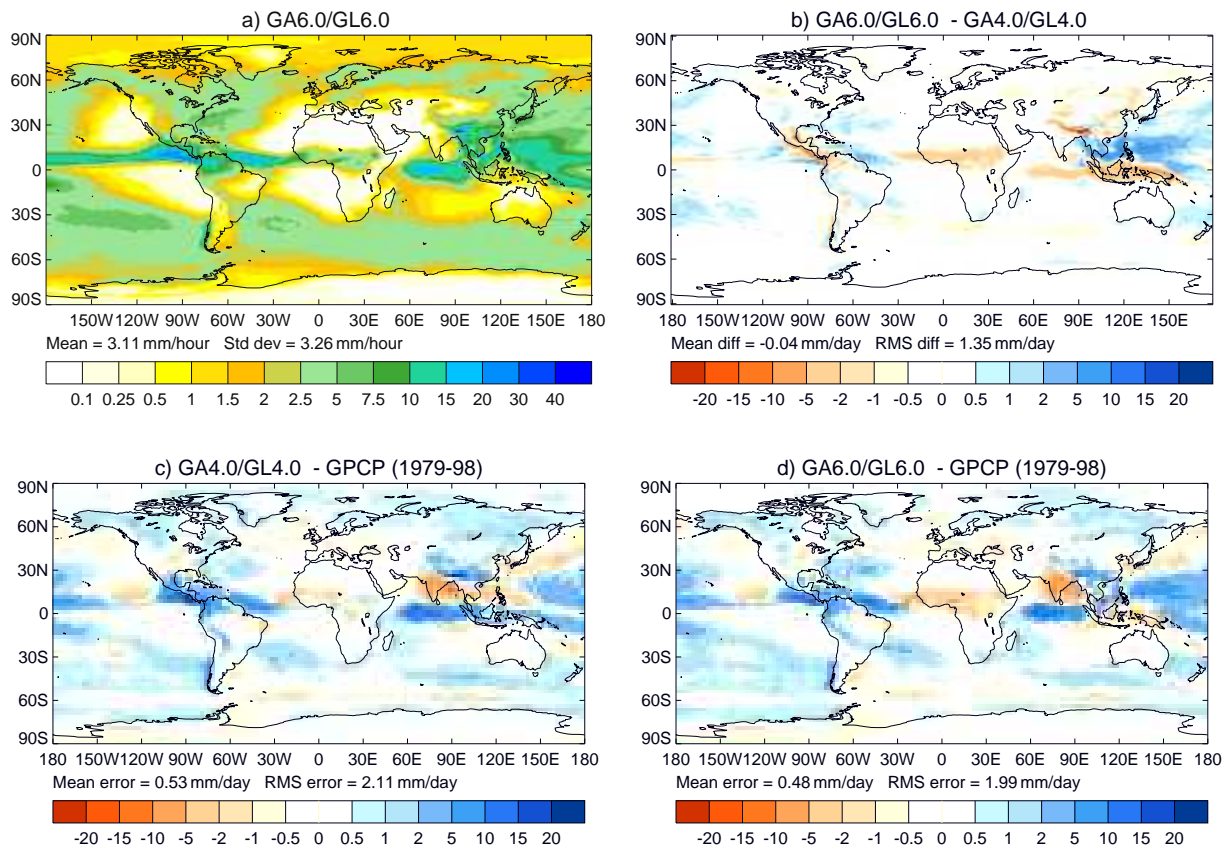 a) GA6.0/GL6.0
90N
60N
30N
0
30S
60S
90S
150W 120W 90W 60W 30W 0 30E 60E 90E 120E 150E 180
Mean = 3.11 mm/hour Std dev = 3.26 mm/hour
0.1 0.25 0.5 1 1.5 2 2.5 5 7.5 10 15 20 30 40
b) GA6.0/GL6.0 - GA4.0/GL4.0
90N
60N
30N
0
30S
60S
90S
180 150W 120W 90W 60W 30W 0 30E 60E 90E 120E 150E
Mean diff = -0.04 mm/day RMS diff = 1.35 mm/day
-20 -15 -10 -5 -2 -1 -0.5 0 0.5 1 2 5 10 15 20
c) GA4.0/GL4.0 - GPCP (1979-98)
90N
60N
30N
0
30S
60S
90S
180 150W 120W 90W 60W 30W 0 30E 60E 90E 120E 150E 180
Mean error = 0.53 mm/day RMS error = 2.11 mm/day
-20 -15 -10 -5 -2 -1 -0.5 0 0.5 1 2 5 10 15 20
d) GA6.0/GL6.0 - GPCP (1979-98)
90N
60N
30N
0
30S
60S
90S
180 150W 120W 90W 60W 30W 0 30E 60E 90E 120E 150E 180
Mean error = 0.48 mm/day RMS error = 1.99 mm/day
-20 -15 -10 -5 -2 -1 -0.5 0 0.5 1 2 5 10 15 20